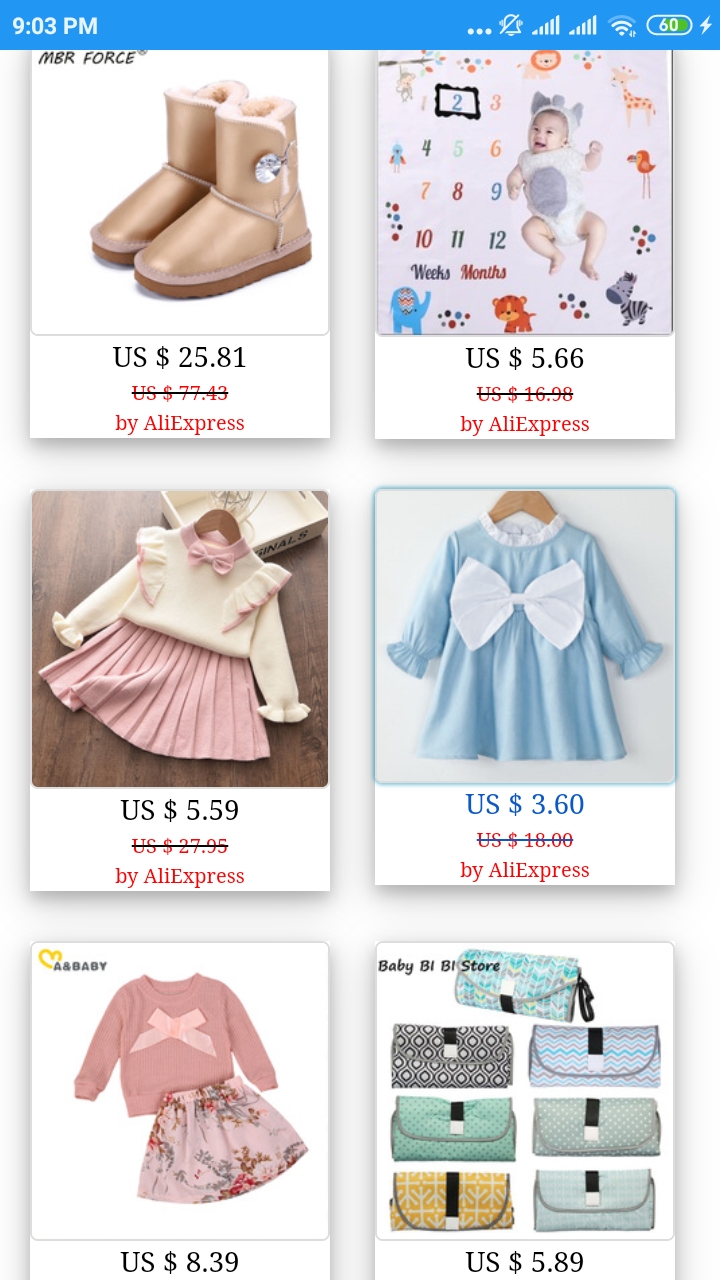 9:03 PM
60
MBR FORCE®
1 2 3
4 5 6
7 8 9
10 11 12
Weeks Months
US $ 25.81
US $ 77.43
by AliExpress
US $ 5.66
US $ 16.98
by AliExpress
GINALS
US $ 5.59
US $ 27.95
by AliExpress
US $ 3.60
US $ 18.00
by AliExpress
A&BABY
Baby BI BI Store
US $ 8.39
US $ 5.89